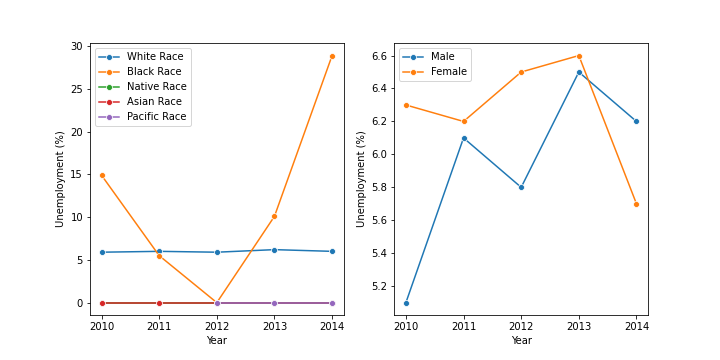 30
25
20
15
10
5
0
Unemployment (%)
White Race
Black Race
Native Race
Asian Race
Pacific Race
2010 2011 2012 2013 2014
Year
6.6
6.4
6.2
6.0
5.8
5.6
5.4
5.2
Unemployment (%)
Male
Female
2010 2011 2012 2013 2014
Year